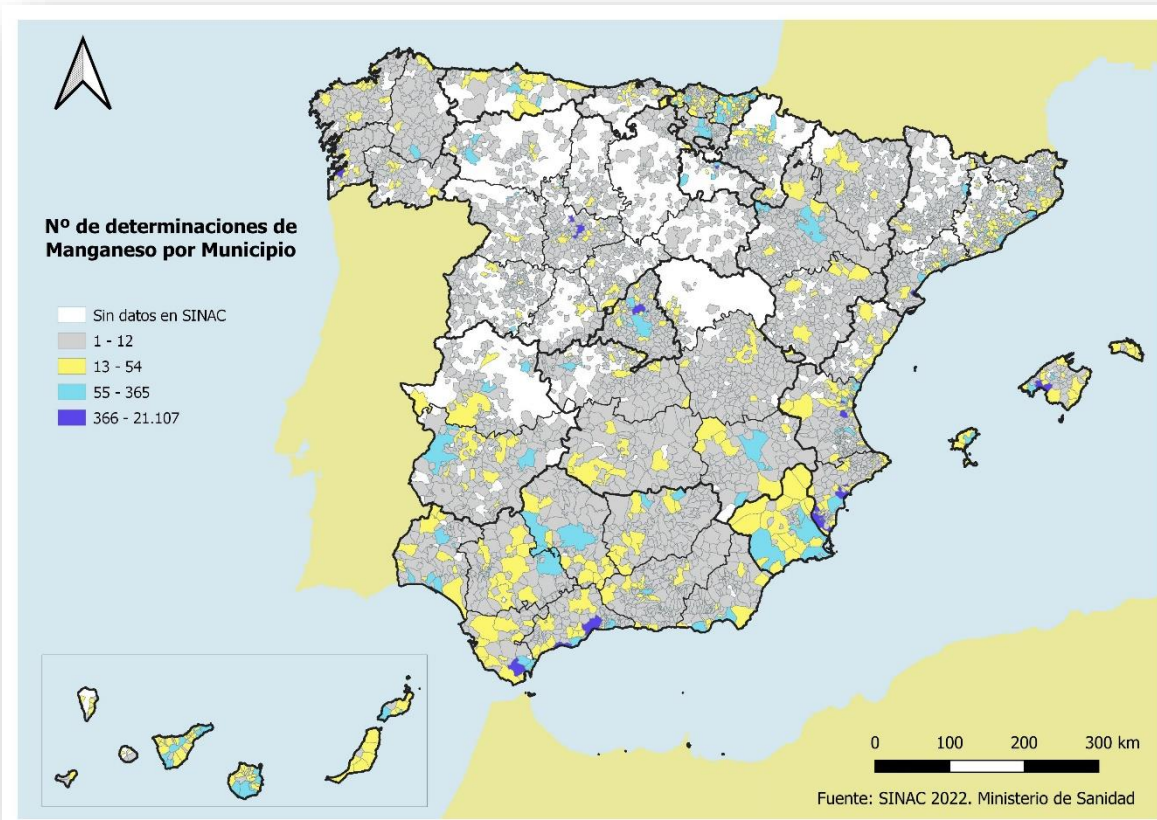 Nº de determinaciones de
Manganeso por Municipio
Sin datos en SINAC
1 - 12
13 - 54
55 - 365
366 - 21.107
0 100 200 300 km
Fuente: SINAC 2022. Ministerio de Sanidad